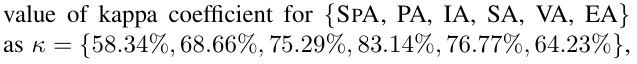 value of kappa coefficient for {SPA, PA, IA, SA, VA, EA}
as κ = {58.34%, 68.66%, 75.29%, 83.14%, 76.77%, 64.23%},